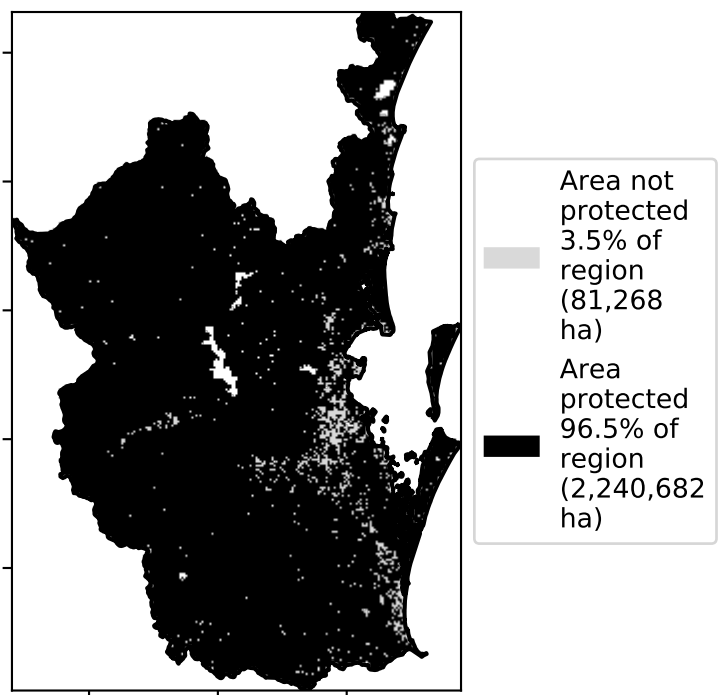 Area not
protected
3.5% of
region
(81,268
ha)
Area
protected
96.5% of
region
(2,240,682
ha)